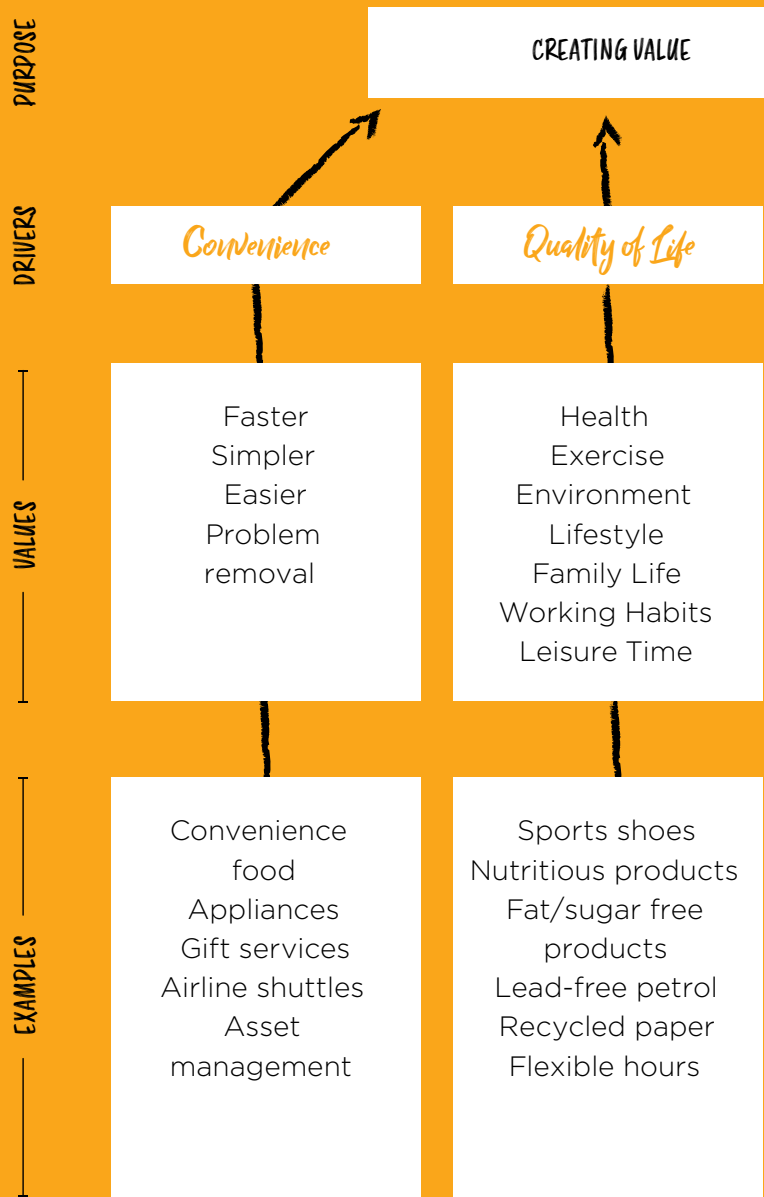 PURPOSE
CREATING VALUE
DRIVERS
Convenience
Quality of Life
VALUES
Faster
Simpler
Easier
Problem
removal
Health
Exercise
Environment
Lifestyle
Family Life
Working Habits
Leisure Time
EXAMPLES
Convenience
food
Appliances
Gift services
Airline shuttles
Asset
management
Sports shoes
Nutritious products
Fat/sugar free
products
Lead-free petrol
Recycled paper
Flexible hours